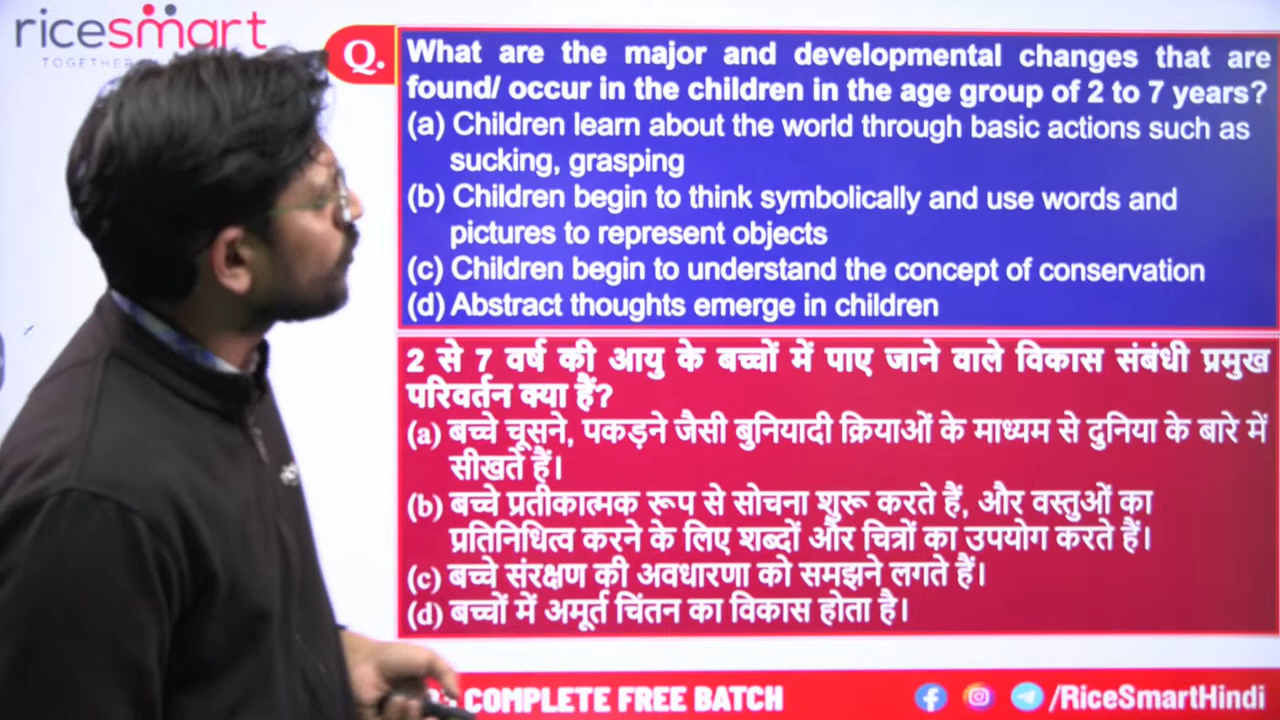 ricesmart
TOGETHER
Q.
What are the major and developmental changes that are
found/ occur in the children in the age group of 2 to 7 years?
(a) Children learn about the world through basic actions such as
sucking, grasping
(b) Children begin to think symbolically and use words and
pictures to represent objects
(c) Children begin to understand the concept of conservation
(d) Abstract thoughts emerge in children
2 से 7 वर्ष की आयु के बच्चों में पाए जाने वाले विकास संबंधी प्रमुख
परिवर्तन क्या हैं?
(a) बच्चे चूसने, पकड़ने जैसी बुनियादी क्रियाओं के माध्यम से दुनिया के बारे में
सीखते हैं।
(b) बच्चे प्रतीकात्मक रूप से सोचना शुरू करते हैं, और वस्तुओं का
प्रतिनिधित्व करने के लिए शब्दों और चित्रों का उपयोग करते हैं।
(c) बच्चे संरक्षण की अवधारणा को समझने लगते हैं।
(d) बच्चों में अमूर्त चिंतन का विकास होता है।
COMPLETE FREE BATCH
/RiceSmartHindi